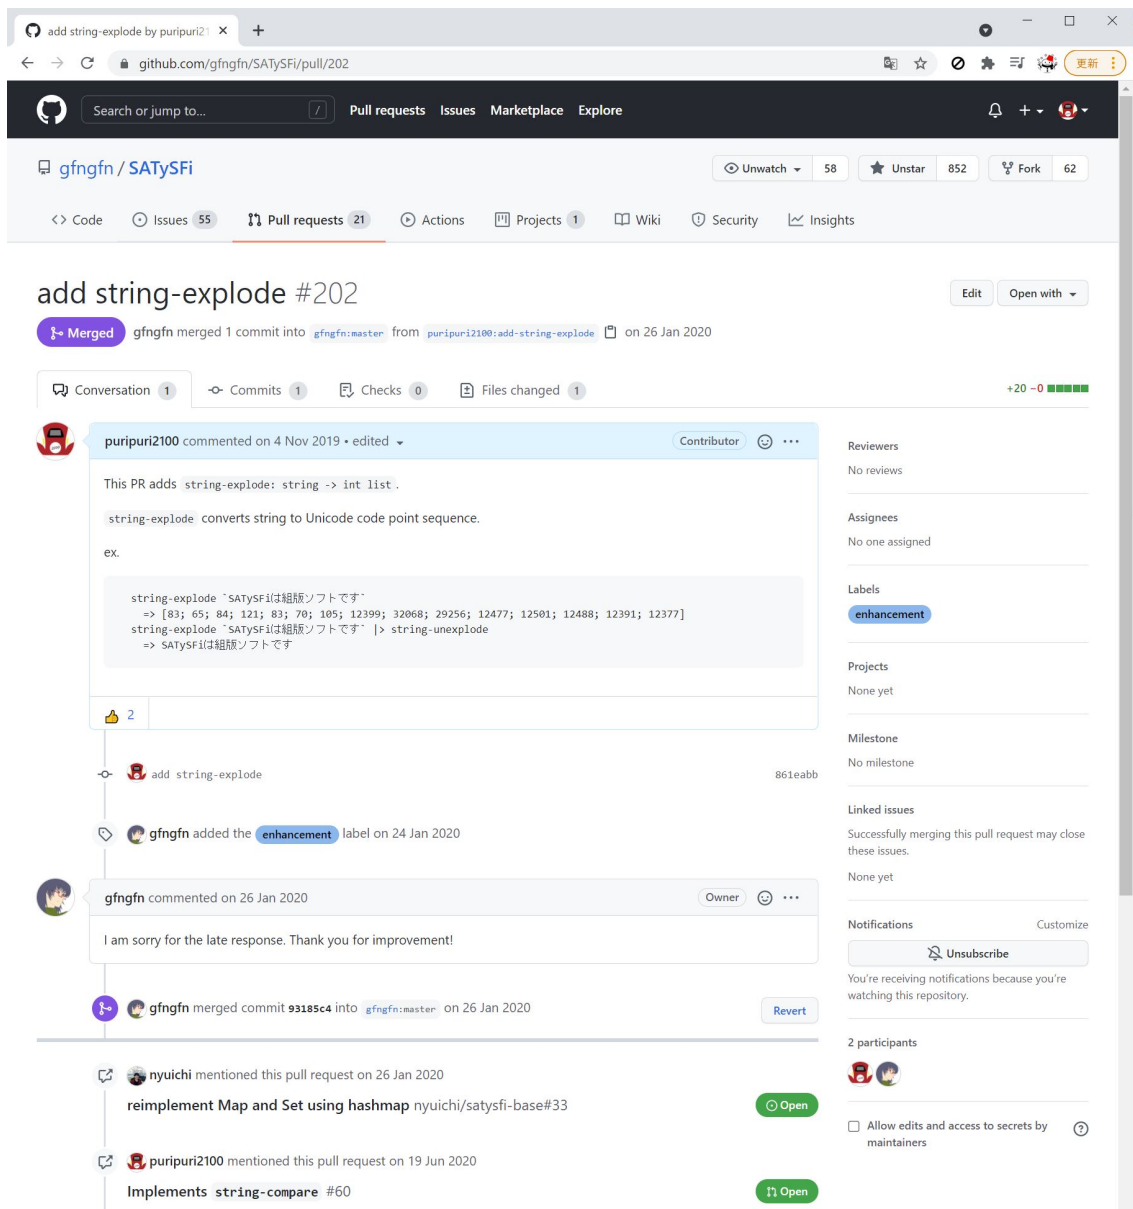 add string-explode by puripuri21
github.com/gfngfn/SATySFi/pull/202
更新
Search or jump to...
/
Pull requests Issues Marketplace Explore
gfngfn / SATySFi
Unwatch 58
Unstar 852
Fork 62
Code
Issues 55
Pull requests 21
Actions
Projects 1
Wiki
Security
Insights
add string-explode #202
Edit
Open with
Merged gfngfn merged 1 commit into gfngfn:master from puripuri2100:add-string-explode on 26 Jan 2020
Conversation 1
Commits 1
Checks 0
Files changed 1
+20 −0
puripuri2100 commented on 4 Nov 2019 • edited
Contributor
This PR adds string-explode: string -> int list .
string-explode converts string to Unicode code point sequence.
ex.
string-explode `SATySFiは組版ソフトです`
=> [83; 65; 84; 121; 83; 70; 105; 12399; 32068; 29256; 12477; 12501; 12488; 12391; 12377]
string-explode `SATySFiは組版ソフトです` |> string-unexplode
=> SATySFiは組版ソフトです
2
add string-explode 861eabb
gfngfn added the enhancement label on 24 Jan 2020
gfngfn commented on 26 Jan 2020
Owner
I am sorry for the late response. Thank you for improvement!
gfngfn merged commit 93185c4 into gfngfn:master on 26 Jan 2020
Revert
nyuichi mentioned this pull request on 26 Jan 2020
reimplement Map and Set using hashmap nyuichi/satysfi-base#33
Open
puripuri2100 mentioned this pull request on 19 Jun 2020
Implements string-compare #60
Open
Reviewers
No reviews
Assignees
No one assigned
Labels
enhancement
Projects
None yet
Milestone
No milestone
Linked issues
Successfully merging this pull request may close
these issues.
None yet
Notifications Customize
Unsubscribe
You're receiving notifications because you're
watching this repository.
2 participants
Allow edits and access to secrets by
maintainers
?